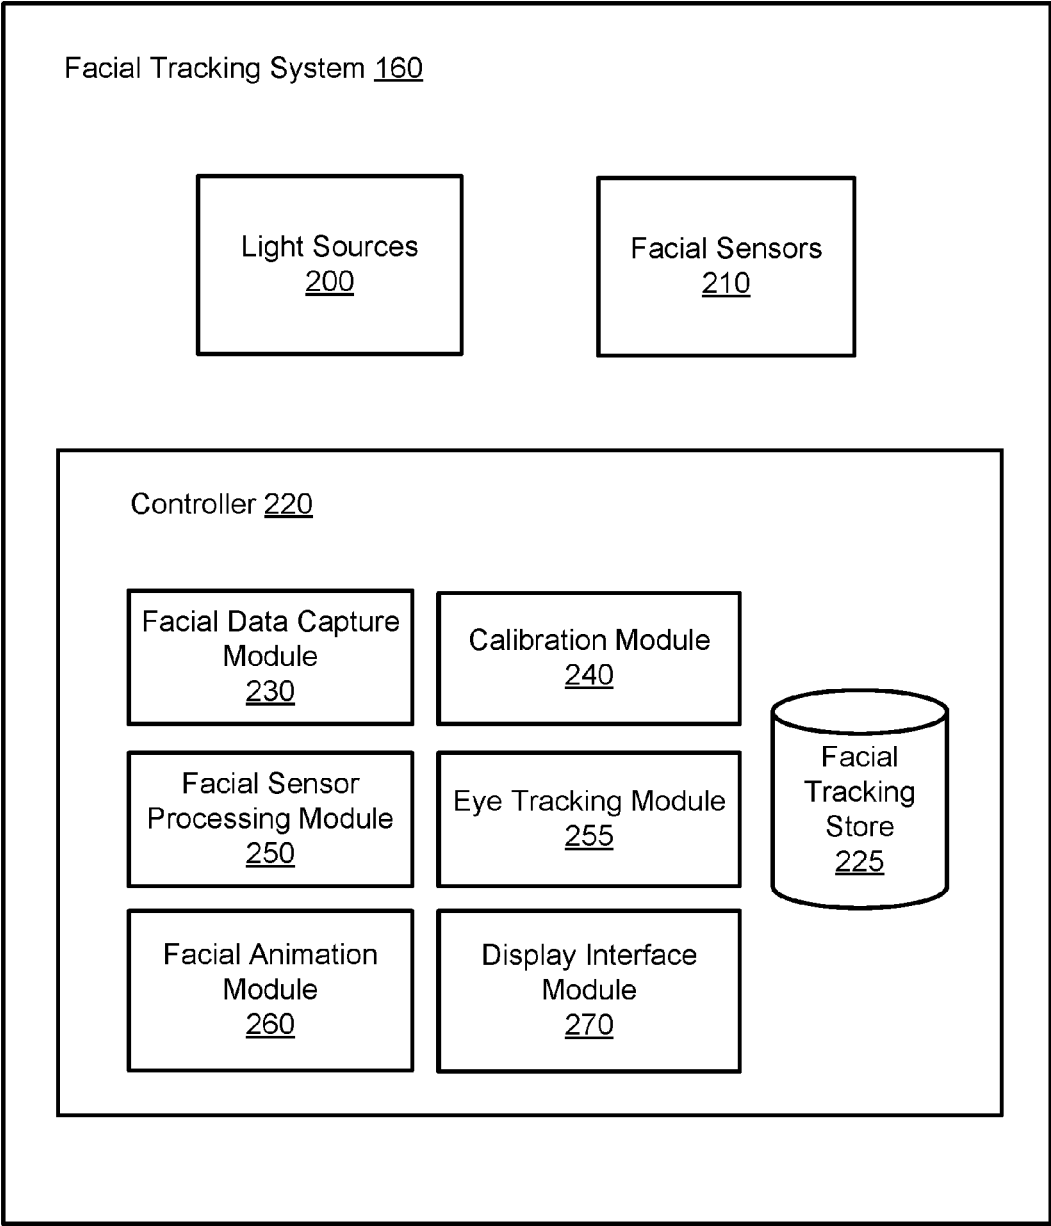 Facial Tracking System 160
Light Sources
200
Facial Sensors
210
Controller 220
Facial Data Capture
Module
230
Calibration Module
240
Facial Sensor
Processing Module
250
Eye Tracking Module
255
Facial Animation
Module
260
Display Interface
Module
270
Facial
Tracking
Store
225